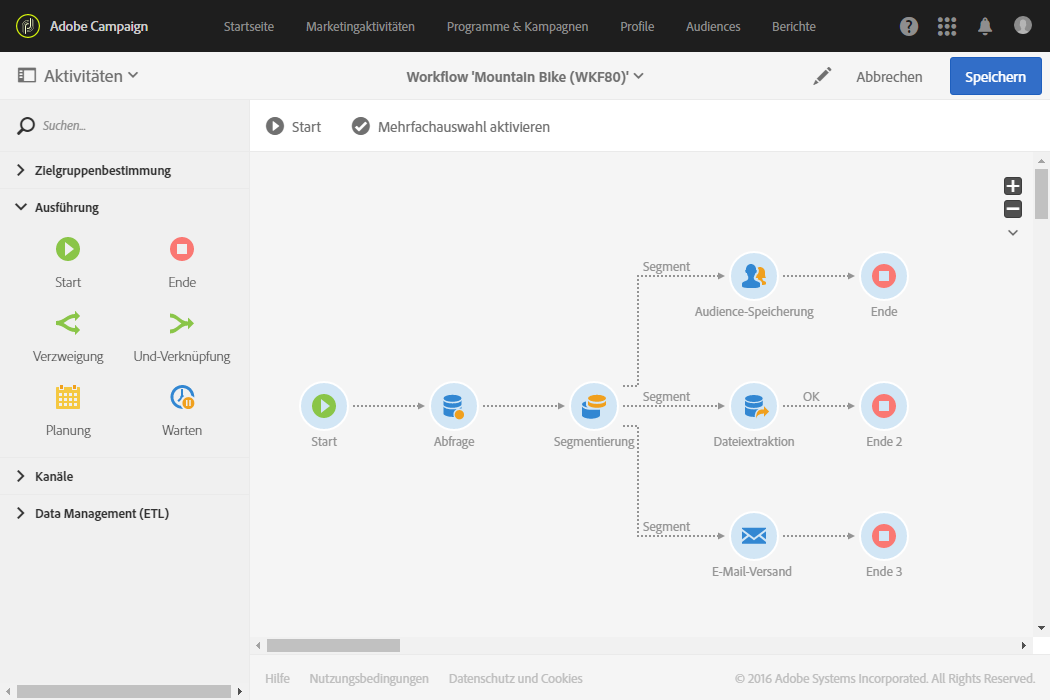 Adobe Campaign Startseite Marketingaktivitäten Programme & Kampagnen Profile Audiences Berichte
Aktivitäten Workflow 'Mountain Bike (WKF80)' Abbrechen Speichern
Suchen...
Start Mehrfachauswahl aktivieren
Zielgruppenbestimmung
Ausführung
Start Ende
Verzweigung Und-Verknüpfung
Planung Warten
Kanäle
Data Management (ETL)
Segment
Audience-Speicherung Ende
Segment OK
Start Abfrage Segmentierung Dateiextraktion Ende 2
Segment
E-Mail-Versand Ende 3
Hilfe Nutzungsbedingungen Datenschutz und Cookies © 2016 Adobe Systems Incorporated. All Rights Reserved.